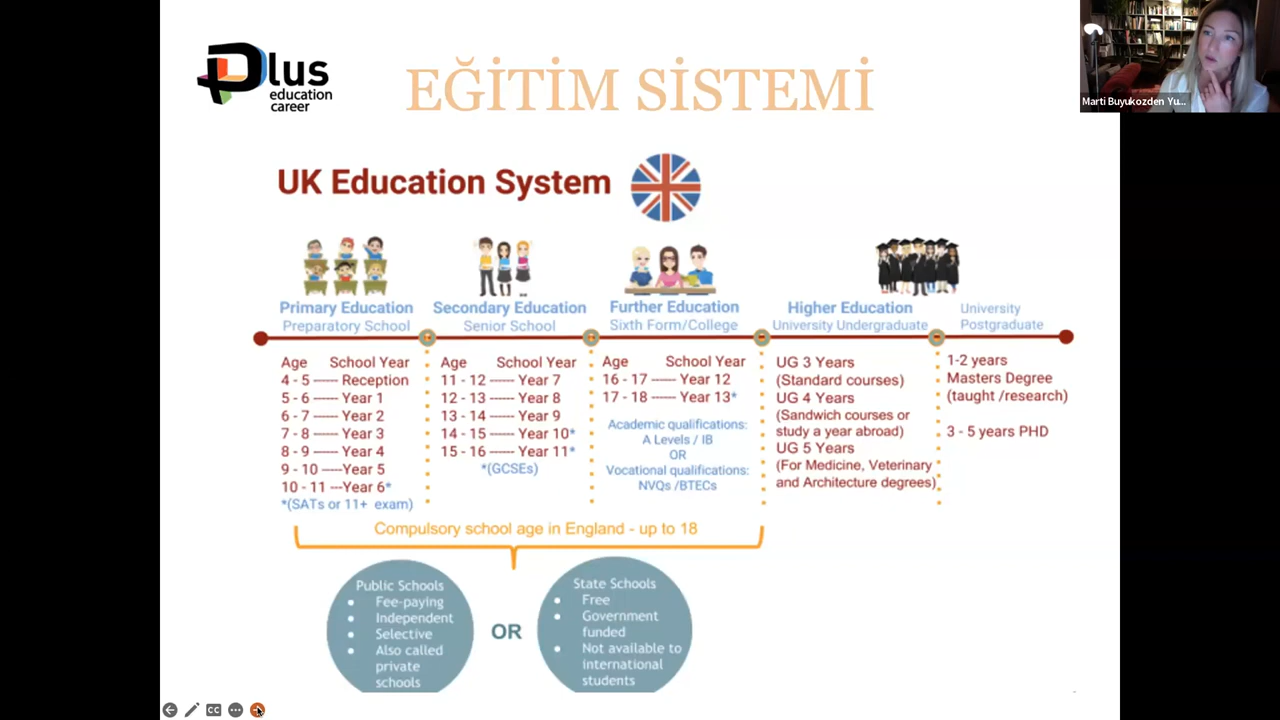 Plus
education
career
EĞİTİM SİSTEMİ
Marti Buyukozden Yu...
UK Education System
Primary Education
Preparatory School
Secondary Education
Senior School
Further Education
Sixth Form/College
Higher Education
University Undergraduate
University
Postgraduate
Age School Year
4 - 5 ------ Reception
5 - 6 ------ Year 1
6 - 7 ------ Year 2
7 - 8 ------ Year 3
8 - 9 ------ Year 4
9 - 10 -----Year 5
10 - 11 ----Year 6*
*(SATs or 11+ exam)
Age School Year
11 - 12 ------ Year 7
12 - 13 ------ Year 8
13 - 14 ------ Year 9
14 - 15 ------ Year 10*
15 - 16 ------ Year 11*
*(GCSEs)
Age School Year
16 - 17 ------ Year 12
17 - 18 ------ Year 13*
Academic qualifications:
A Levels / IB
OR
Vocational qualifications:
NVQs /BTECs
UG 3 Years
(Standard courses)
UG 4 Years
(Sandwich courses or
study a year abroad)
UG 5 Years
(For Medicine, Veterinary
and Architecture degrees)
1-2 years
Masters Degree
(taught /research)
3 - 5 years PHD
Compulsory school age in England - up to 18
Public Schools
• Fee-paying
• Independent
• Selective
• Also called
private
schools
OR
State Schools
• Free
• Government
funded
• Not available to
international
students
CC